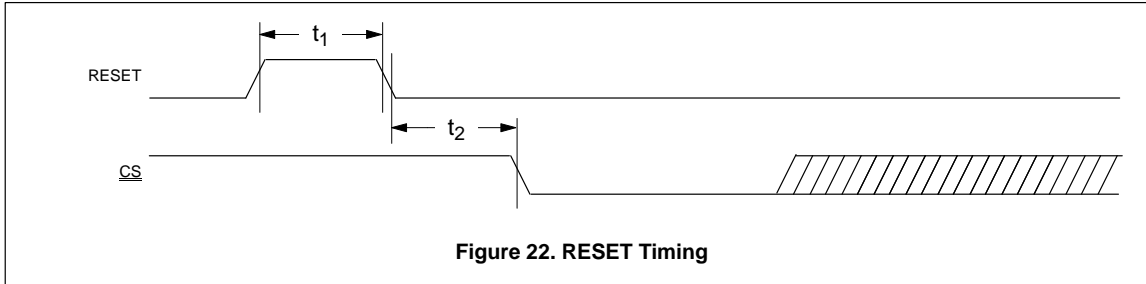 t1
RESET
t2
CS
Figure 22. RESET Timing